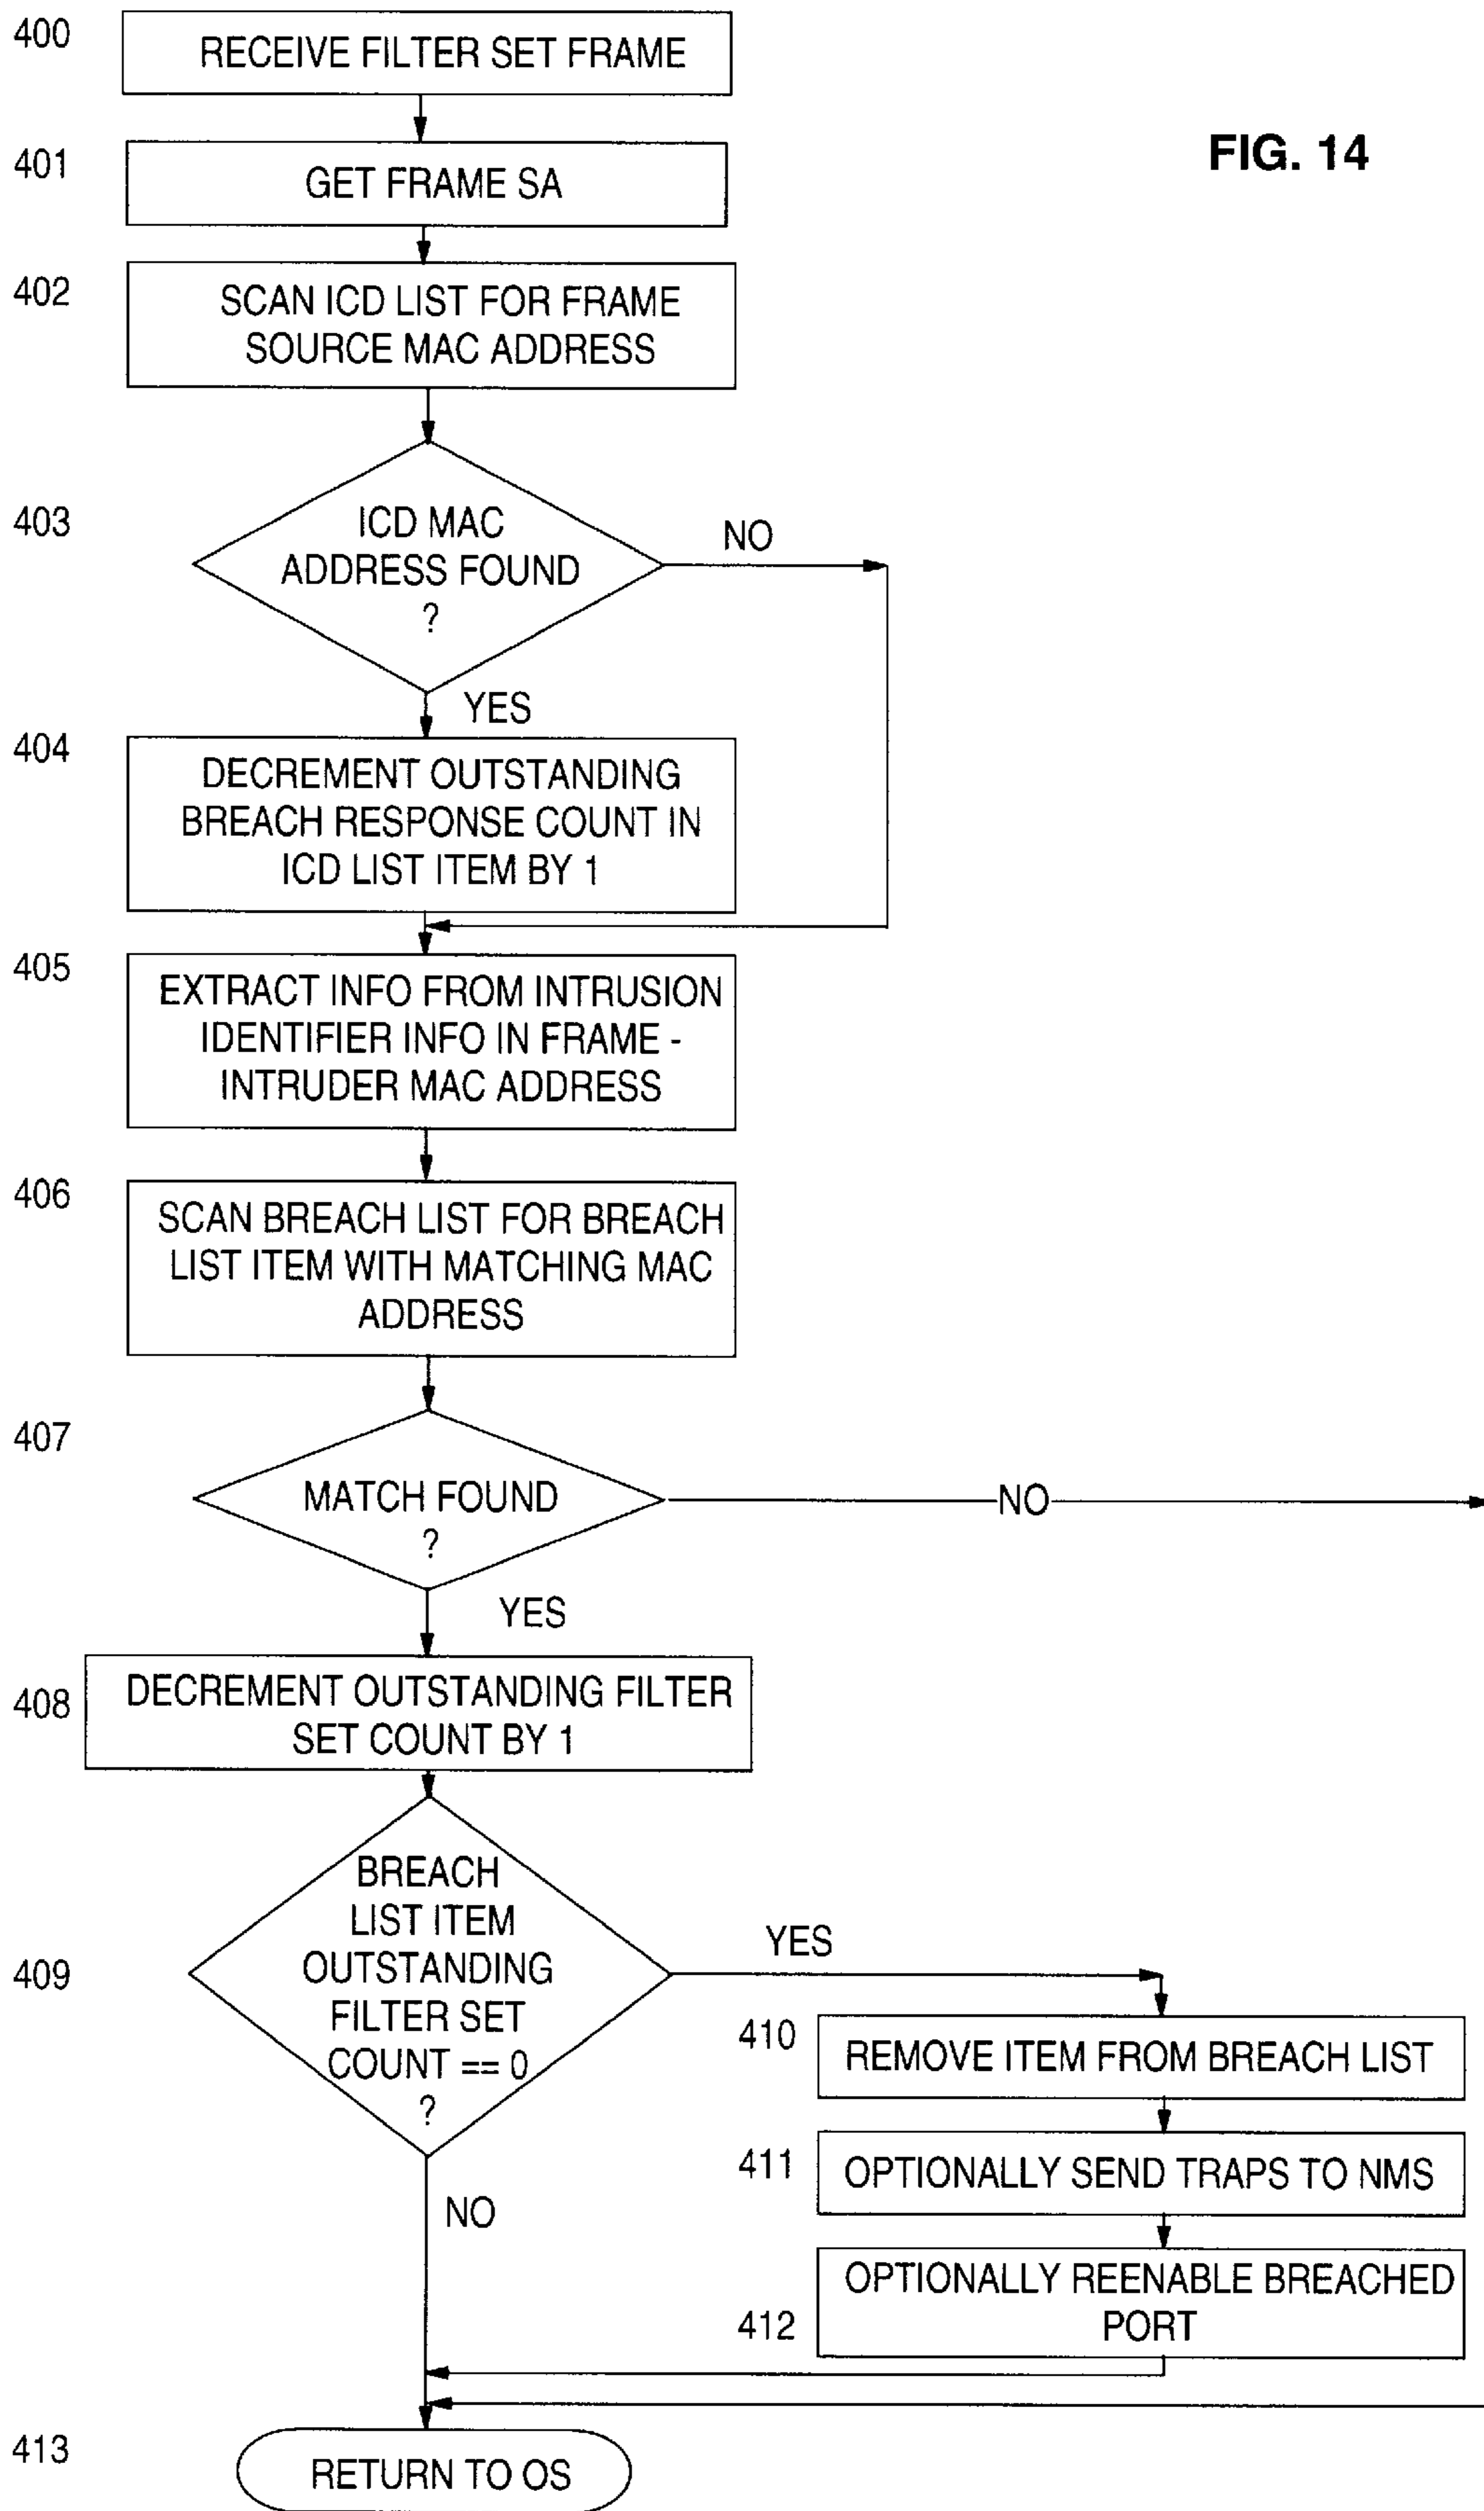 400
RECEIVE FILTER SET FRAME
FIG. 14
401
GET FRAME SA
402
SCAN ICD LIST FOR FRAME
SOURCE MAC ADDRESS
403
ICD MAC
ADDRESS FOUND
?
NO
YES
404
DECREMENT OUTSTANDING
BREACH RESPONSE COUNT IN
ICD LIST ITEM BY 1
405
EXTRACT INFO FROM INTRUSION
IDENTIFIER INFO IN FRAME -
INTRUDER MAC ADDRESS
406
SCAN BREACH LIST FOR BREACH
LIST ITEM WITH MATCHING MAC
ADDRESS
407
MATCH FOUND
?
NO
YES
408
DECREMENT OUTSTANDING FILTER
SET COUNT BY 1
409
BREACH
LIST ITEM
OUTSTANDING
FILTER SET
COUNT == 0
?
YES
NO
410
REMOVE ITEM FROM BREACH LIST
411
OPTIONALLY SEND TRAPS TO NMS
412
OPTIONALLY REENABLE BREACHED
PORT
413
RETURN TO OS